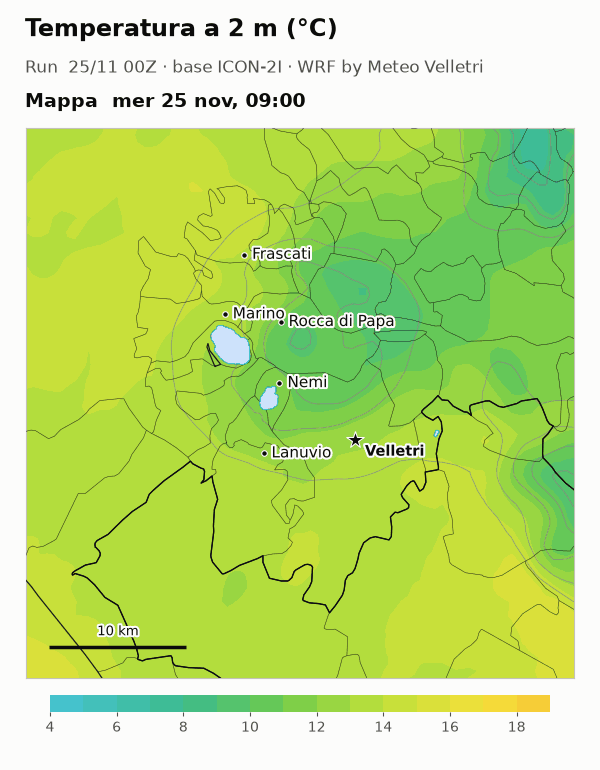 Temperatura a 2 m (°C)
Run  25/11 00Z · base ICON-2I · WRF by Meteo Velletri
Mappa  mer 25 nov, 09:00
Frascati
Marino
Rocca di Papa
Nemi
Velletri
Lanuvio
10 km
4 6 8 10 12 14 16 18